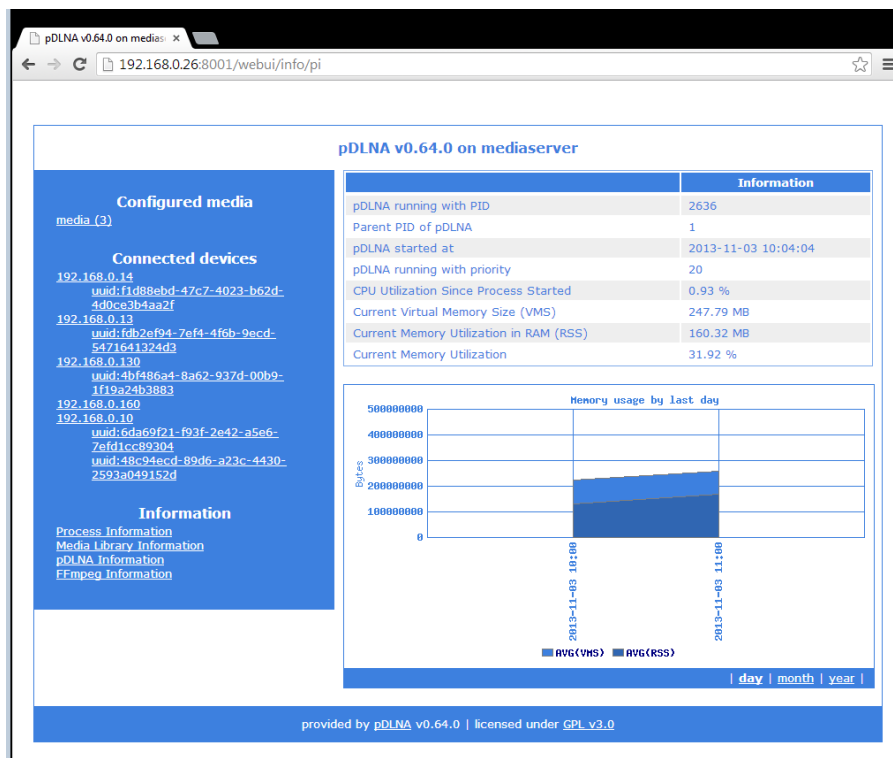 pDLNA v0.64.0 on medias
192.168.0.26:8001/webui/info/pi
pDLNA v0.64.0 on mediaserver
Configured media
media (3)
Connected devices
192.168.0.14
uuid:f1d88ebd-47c7-4023-b62d-
4d0ce3b4aa2f
192.168.0.13
uuid:fdb2ef94-7ef4-4f6b-9ecd-
5471641324d3
192.168.0.130
uuid:4bf486a4-8a62-937d-00b9-
1f19a24b3883
192.168.0.160
192.168.0.10
uuid:6da69f21-f93f-2e42-a5e6-
7efd1cc89304
uuid:48c94ecd-89d6-a23c-4430-
2593a049152d
Information
Process Information
Media Library Information
pDLNA Information
FFmpeg Information
Information
pDLNA running with PID 2636
Parent PID of pDLNA 1
pDLNA started at 2013-11-03 10:04:04
pDLNA running with priority 20
CPU Utilization Since Process Started 0.93 %
Current Virtual Memory Size (VMS) 247.79 MB
Current Memory Utilization in RAM (RSS) 160.32 MB
Current Memory Utilization 31.92 %
Memory usage by last day
Bytes
500000000
400000000
300000000
200000000
100000000
0
2013-11-03 10:00
2013-11-03 11:00
AVG(VMS) AVG(RSS)
| day | month | year |
provided by pDLNA v0.64.0 | licensed under GPL v3.0